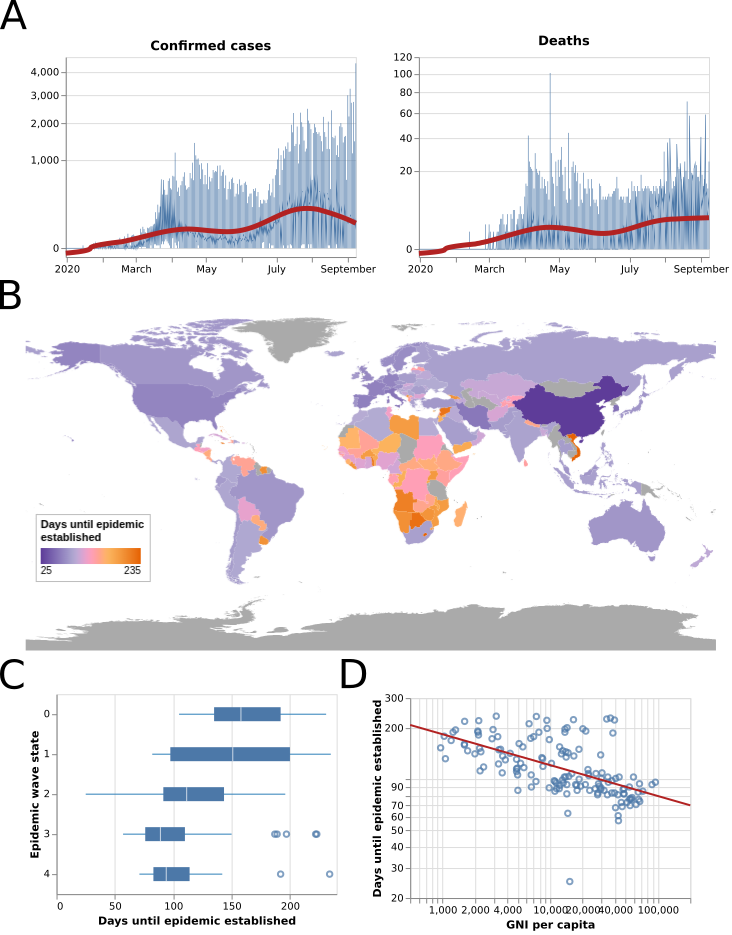 A
Confirmed cases
4,000
3,000
2,000
1,000
0
2020 March May July September
Deaths
120
100
80
60
40
20
0
2020 March May July September
B
Days until epidemic
established
25 235
C
Epidemic wave state
0
1
2
3
4
0 50 100 150 200
Days until epidemic established
D
Days until epidemic established
300
200
90
70
60
50
40
30
20
1,000 2,000 4,000 10,000 20,000 40,000 100,000
GNI per capita